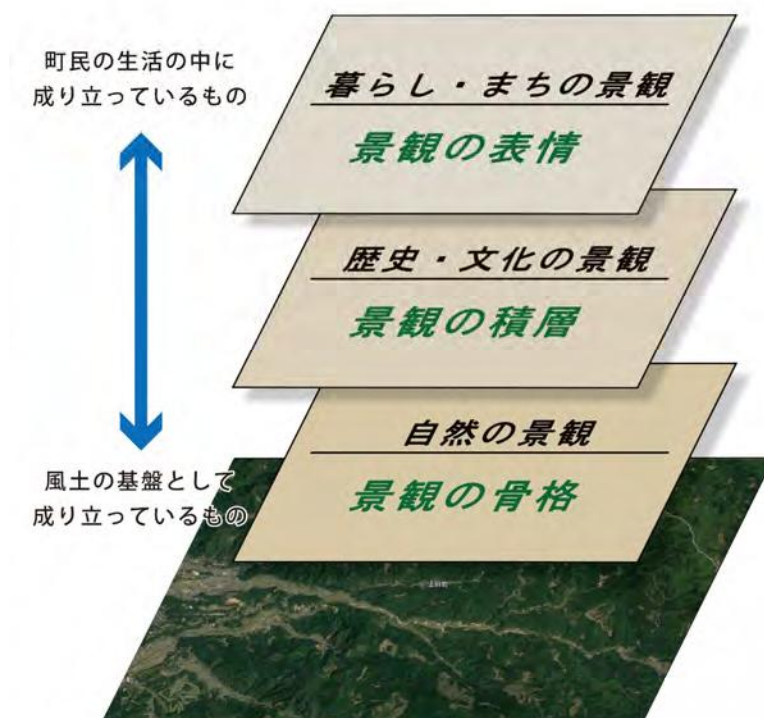 町民の生活の中に
成り立っているもの
暮らし・まちの景観
景観の表情
歴史・文化の景観
景観の積層
自然の景観
景観の骨格
風土の基盤として
成り立っているもの